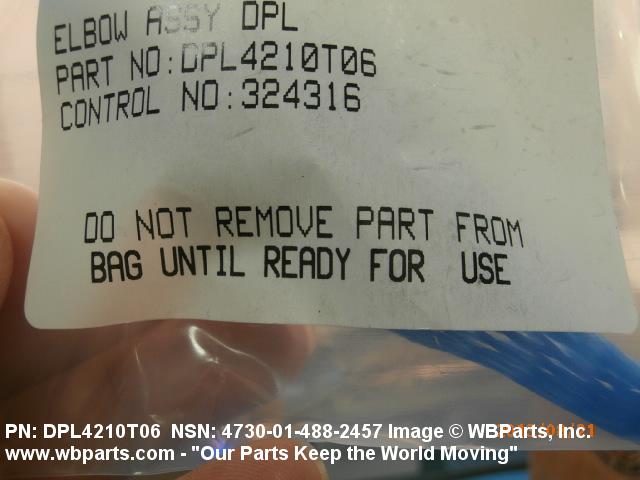 ELBOW ASSY DPL
PART NO:DPL4210T06
CONTROL NO:324316
DO NOT REMOVE PART FROM
BAG UNTIL READY FOR USE
PN: DPL4210T06 NSN: 4730-01-488-2457 Image © WBParts, Inc.
www.wbparts.com - "Our Parts Keep the World Moving"